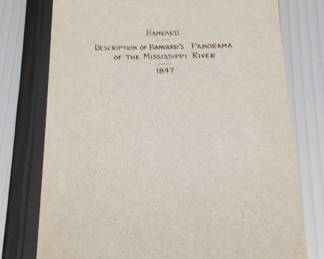 BANVARD
DESCRIPTION OF BANVARD'S PANORAMA
OF THE MISSISSIPPI RIVER
1847